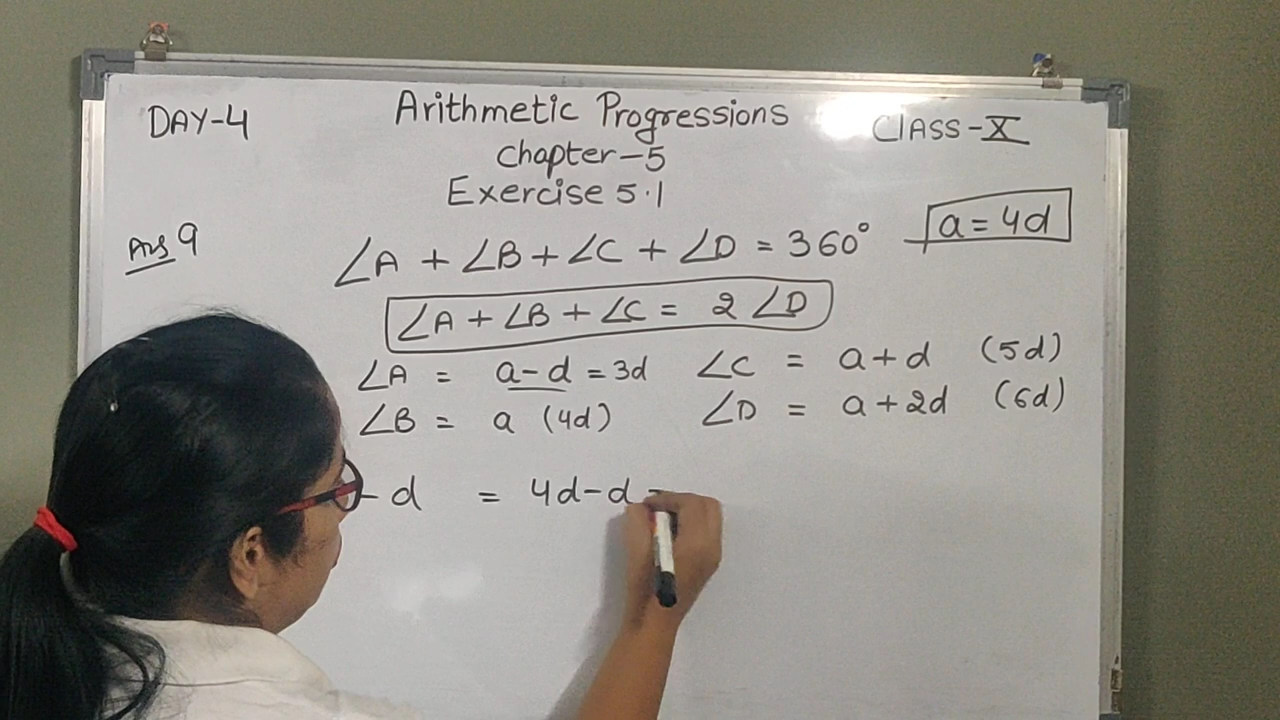 DAY-4 Arithmetic Progressions CLASS-X
Chapter-5
Exercise 5.1
Ans 9 ∠A + ∠B + ∠C + ∠D = 360° a = 4d
∠A + ∠B + ∠C = 2 ∠D
∠A = a-d = 3d ∠C = a+d (5d)
∠B = a (4d) ∠D = a+2d (6d)
- d = 4d-d =